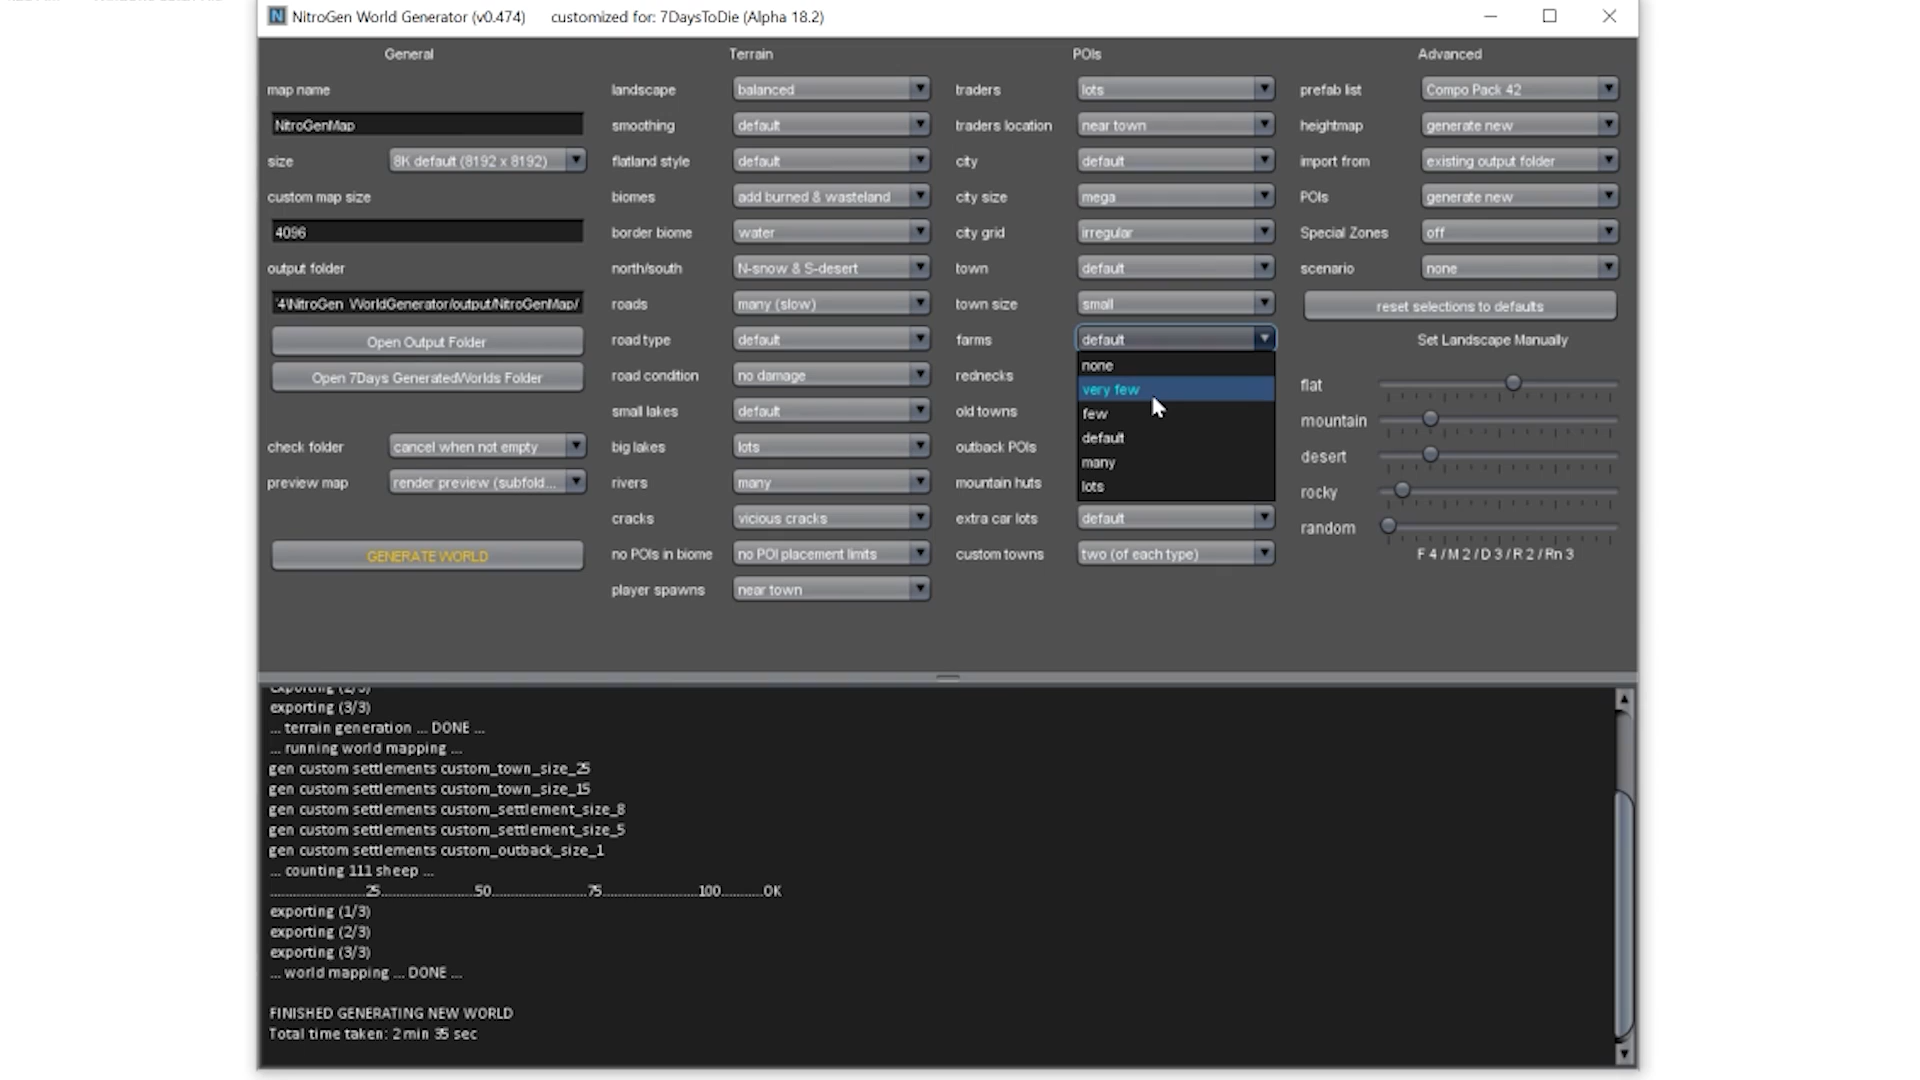 NitroGen World Generator (v0.474) customized for: 7DaysToDie (Alpha 18.2)
General
map name
NitroGenMap
size 8K default (8192 x 8192)
custom map size
4096
output folder
'4\NitroGen WorldGenerator/output/NitroGenMap/
Open Output Folder
Open 7Days GeneratedWorlds Folder
check folder cancel when not empty
preview map render preview (subfold...
GENERATE WORLD
Terrain
landscape balanced
smoothing default
flatland style default
biomes add burned & wasteland
border biome water
north/south N-snow & S-desert
roads many (slow)
road type default
road condition no damage
small lakes default
big lakes lots
rivers many
cracks vicious cracks
no POIs in biome no POI placement limits
player spawns near town
POIs
traders lots
traders location near town
city default
city size mega
city grid irregular
town default
town size small
farms default
none
very few
few
default
many
lots
rednecks
old towns
outback POIs
mountain huts
extra car lots default
custom towns two (of each type)
Advanced
prefab list Compo Pack 42
heightmap generate new
import from existing output folder
POIs generate new
Special Zones off
scenario none
reset selections to defaults
Set Landscape Manually
flat
mountain
desert
rocky
random
F 4 / M 2 / D 3 / R 2 / Rn 3
exporting (2/3)
exporting (3/3)
... terrain generation ... DONE ...
... running world mapping ...
gen custom settlements custom_town_size_25
gen custom settlements custom_town_size_15
gen custom settlements custom_settlement_size_8
gen custom settlements custom_settlement_size_5
gen custom settlements custom_outback_size_1
... counting 111 sheep ...
........................25........................50........................75........................100...........OK
exporting (1/3)
exporting (2/3)
exporting (3/3)
... world mapping ... DONE ...
FINISHED GENERATING NEW WORLD
Total time taken: 2 min 35 sec